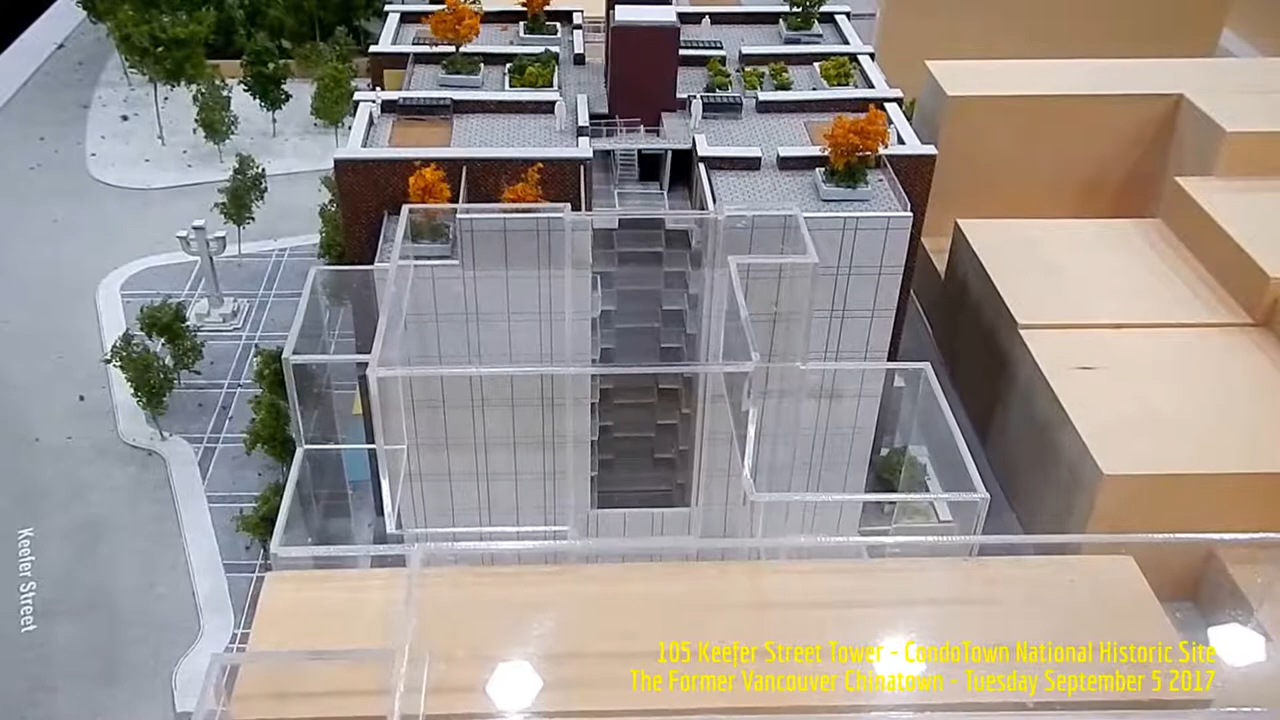 Keefer Street
105 Keefer Street Tower - CondoTown National Historic Site
The Former Vancouver Chinatown - Tuesday September 5 2017